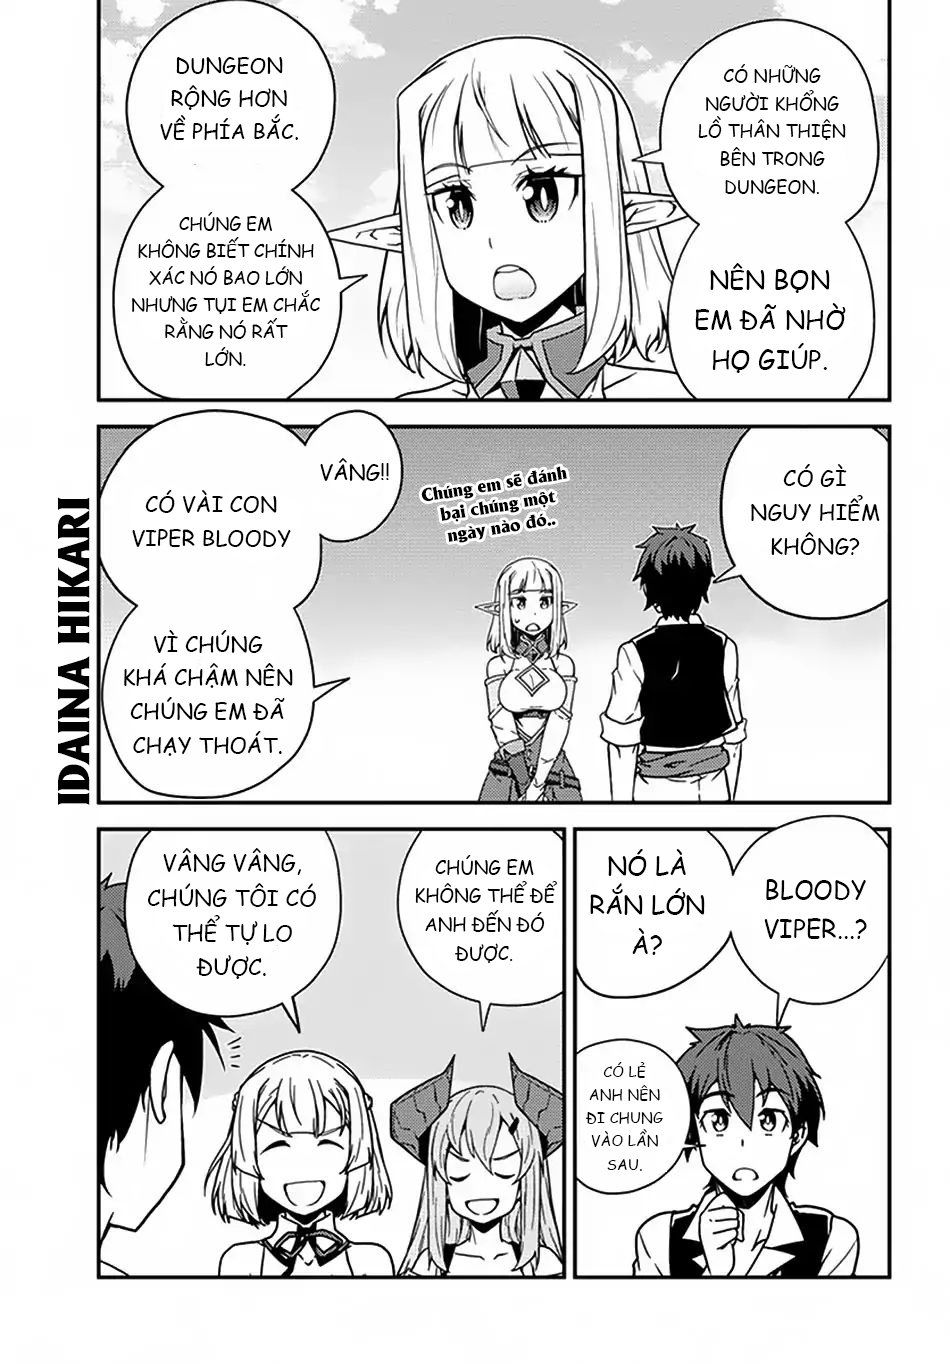 CÓ NHỮNG
NGƯỜI KHỔNG
LỒ THÂN THIỆN
BÊN TRONG
DUNGEON.
NÊN BỌN
EM ĐÃ NHỜ
HỌ GIÚP.
DUNGEON
RỘNG HƠN
VỀ PHÍA BẮC.
CHÚNG EM
KHÔNG BIẾT CHÍNH
XÁC NÓ BAO LỚN
NHƯNG TỤI EM CHẮC
RẰNG NÓ RẤT
LỚN.
CÓ GÌ
NGUY HIỂM
KHÔNG?
Chúng em sẽ đánh
bại chúng một
ngày nào đó..
VÂNG!!
CÓ VÀI CON
VIPER BLOODY
VÌ CHÚNG
KHÁ CHẬM NÊN
CHÚNG EM ĐÃ
CHẠY THOÁT.
IDAINA HIKARI
BLOODY
VIPER...?
NÓ LÀ
RẮN LỚN
À?
CÓ LẺ
ANH NÊN
ĐI CHUNG
VÀO LẦN
SAU.
CHÚNG EM
KHÔNG THỂ ĐỂ
ANH ĐẾN ĐÓ
ĐƯỢC.
VÂNG VÂNG,
CHÚNG TÔI CÓ
THỂ TỰ LO
ĐƯỢC.